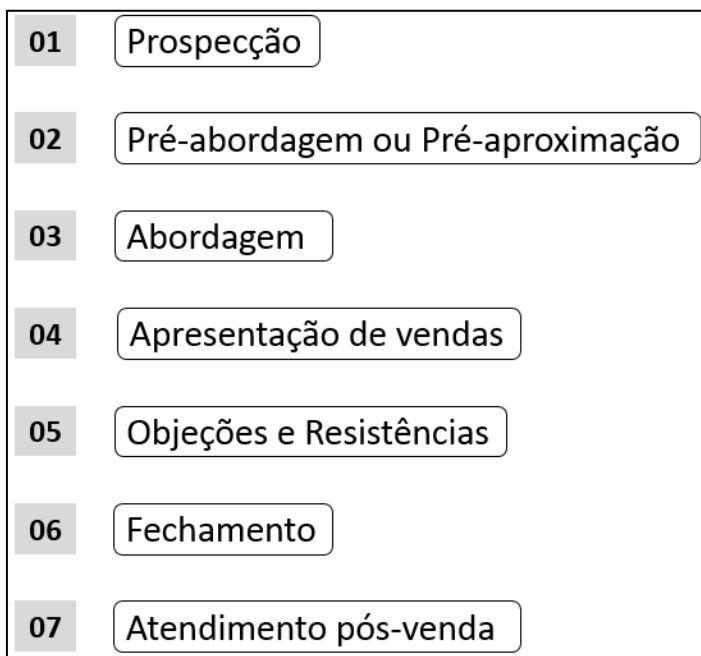 01 Prospecção
02 Pré-abordagem ou Pré-aproximação
03 Abordagem
04 Apresentação de vendas
05 Objeções e Resistências
06 Fechamento
07 Atendimento pós-venda